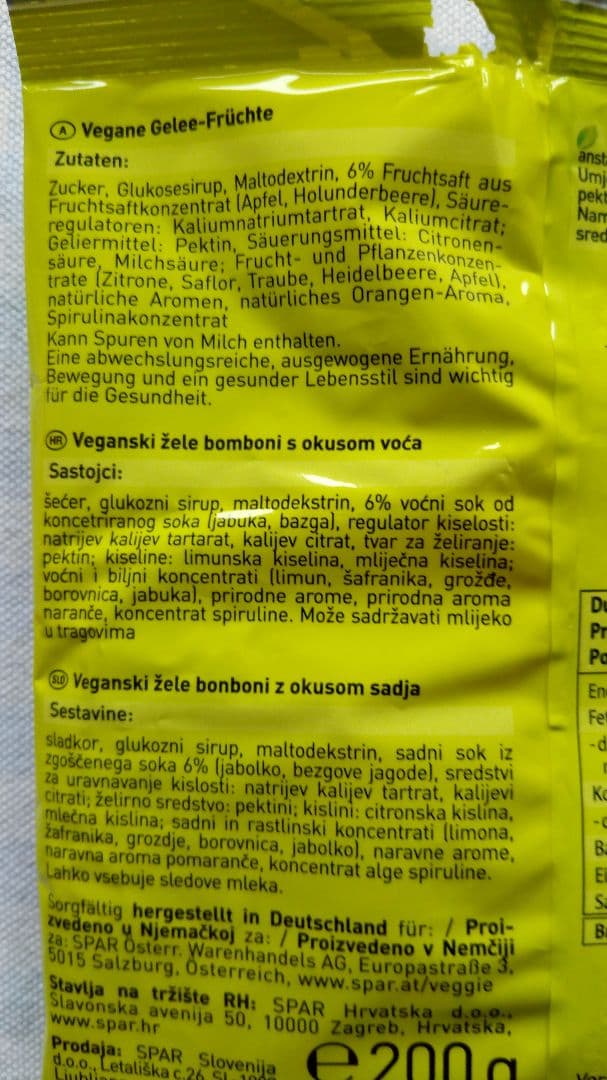 A Vegane Gelee-Früchte
Zutaten:
Zucker, Glukosesirup, Maltodextrin, 6% Fruchtsaft aus
Fruchtsaftkonzentrat (Apfel, Holunderbeere), Säure-
regulatoren: Kaliumnatriumtartrat, Kaliumcitrat;
Geliermittel: Pektin, Säuerungsmittel: Citronen-
säure, Milchsäure; Frucht- und Pflanzenkonzen-
trate (Zitrone, Saflor, Traube, Heidelbeere, Apfel),
natürliche Aromen, natürliches Orangen-Aroma,
Spirulinakonzentrat
Kann Spuren von Milch enthalten.
Eine abwechslungsreiche, ausgewogene Ernährung,
Bewegung und ein gesunder Lebensstil sind wichtig
für die Gesundheit.
HR Veganski žele bomboni s okusom voća
Sastojci:
šećer, glukozni sirup, maltodekstrin, 6% voćni sok od
koncetriranog soka (jabuka, bazga), regulator kiselosti:
natrijev kalijev tartarat, kalijev citrat, tvar za želiranje:
pektin; kiseline: limunska kiselina, mliječna kiselina;
voćni i biljni koncentrati (limun, šafranika, grožđe,
borovnica, jabuka), prirodne arome, prirodna aroma
naranče, koncentrat spiruline. Može sadržavati mlijeko
u tragovima
SLO Veganski žele bonboni z okusom sadja
Sestavine:
sladkor, glukozni sirup, maltodekstrin, sadni sok iz
zgoščenega soka 6% (jabolko, bezgove jagode), sredstvi
za uravnavanje kislosti: natrijev kalijev tartrat, kalijevi
citrati; želirno sredstvo: pektini; kislini: citronska kislina,
mlečna kislina; sadni in rastlinski koncentrati (limona,
žafranika, grozdje, borovnica, jabolko), naravne arome,
naravna aroma pomaranče, koncentrat alge spiruline.
Lahko vsebuje sledove mleka.
Sorgfältig hergestellt in Deutschland für: / Proi-
zvedeno u Njemačkoj za: / Proizvedeno v Nemčiji
za: SPAR Österr. Warenhandels AG, Europastraße 3,
5015 Salzburg, Österreich, www.spar.at/veggie
Stavlja na tržište RH: SPAR Hrvatska d.o.o.,
Slavonska avenija 50, 10000 Zagreb, Hrvatska,
www.spar.hr
Prodaja: SPAR Slovenija
d.o.o., Letališka c.26
e 200 g